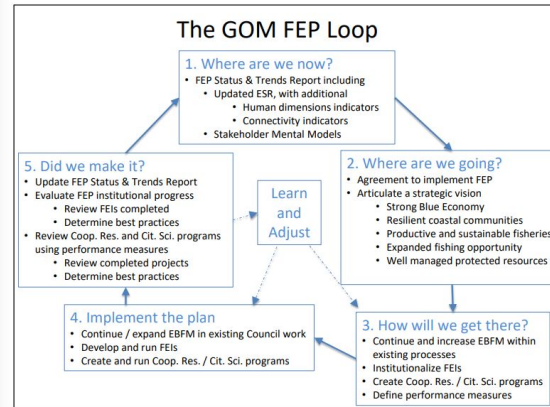 The GOM FEP Loop
1. Where are we now?
• FEP Status & Trends Report including
• Updated ESR, with additional
• Human dimensions indicators
• Connectivity indicators
• Stakeholder Mental Models
2. Where are we going?
• Agreement to implement FEP
• Articulate a strategic vision
• Strong Blue Economy
• Resilient coastal communities
• Productive and sustainable fisheries
• Expanded fishing opportunity
• Well managed protected resources
3. How will we get there?
• Continue and increase EBFM within
existing processes
• Institutionalize FEIs
• Create Coop. Res. / Cit. Sci. programs
• Define performance measures
4. Implement the plan
• Continue / expand EBFM in existing Council work
• Develop and run FEIs
• Create and run Coop. Res. / Cit. Sci. programs
5. Did we make it?
• Update FEP Status & Trends Report
• Evaluate FEP institutional progress
• Review FEIs completed
• Determine best practices
• Review Coop. Res. and Cit. Sci. programs
using performance measures
• Review completed projects
• Determine best practices
Learn
and
Adjust